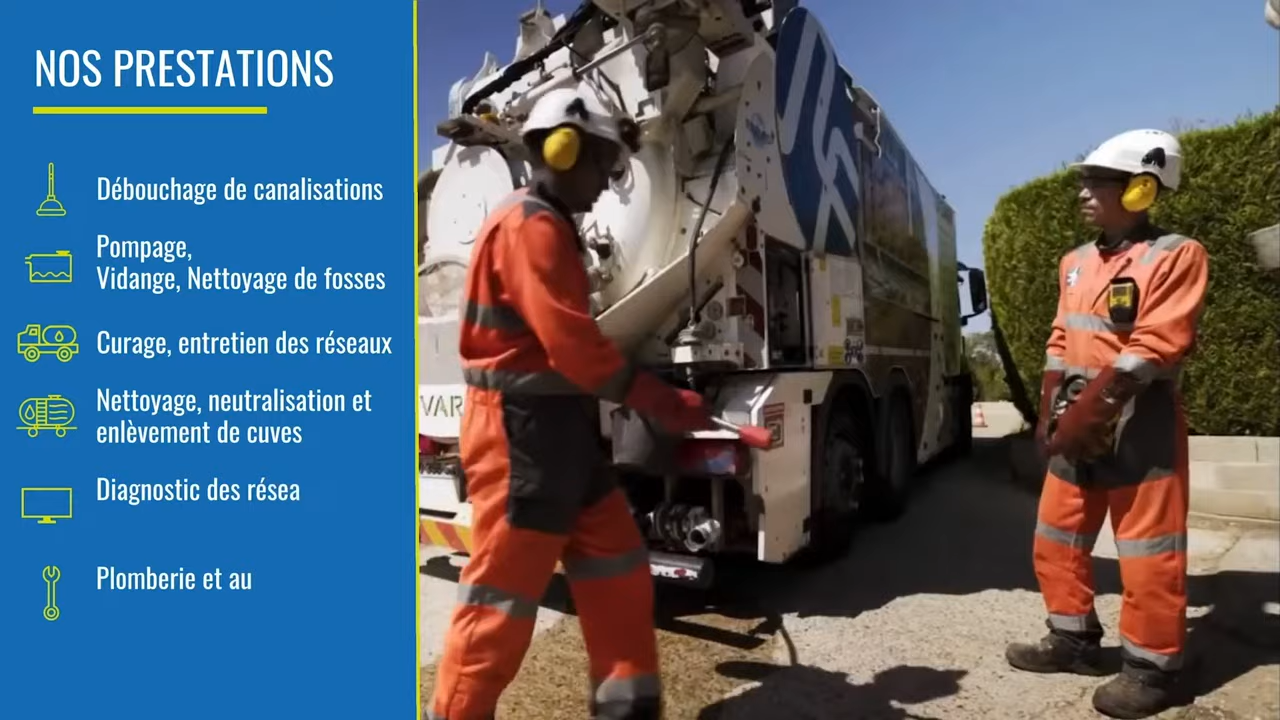 NOS PRESTATIONS
Débouchage de canalisations
Pompage,
Vidange, Nettoyage de fosses
Curage, entretien des réseaux
Nettoyage, neutralisation et
enlèvement de cuves
Diagnostic des résea
Plomberie et au
VAR